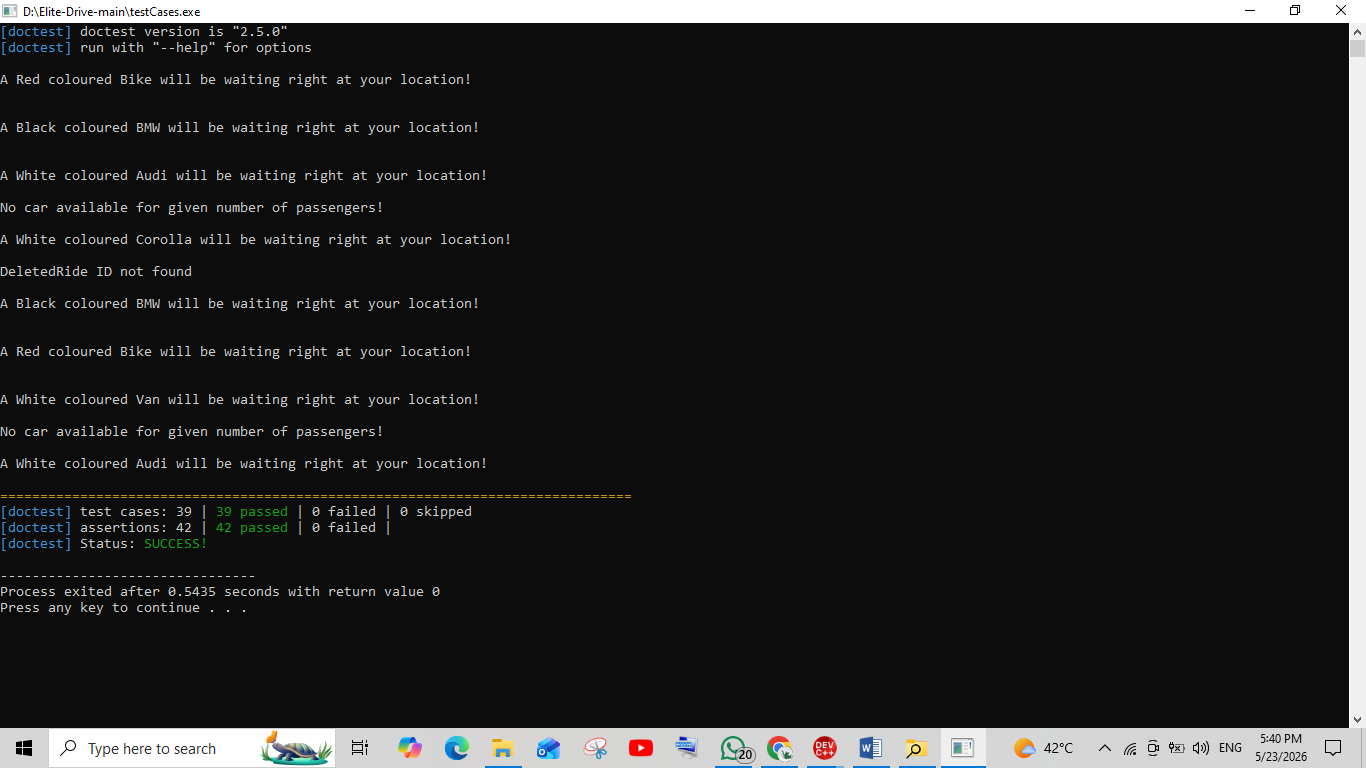 D:\Elite-Drive-main\testCases.exe
[doctest] doctest version is "2.5.0"
[doctest] run with "--help" for options
A Red coloured Bike will be waiting right at your location!
A Black coloured BMW will be waiting right at your location!
A White coloured Audi will be waiting right at your location!
No car available for given number of passengers!
A White coloured Corolla will be waiting right at your location!
DeletedRide ID not found
A Black coloured BMW will be waiting right at your location!
A Red coloured Bike will be waiting right at your location!
A White coloured Van will be waiting right at your location!
No car available for given number of passengers!
A White coloured Audi will be waiting right at your location!
===============================================================================
[doctest] test cases: 39 | 39 passed | 0 failed | 0 skipped
[doctest] assertions: 42 | 42 passed | 0 failed |
[doctest] Status: SUCCESS!
--------------------------------
Process exited after 0.5435 seconds with return value 0
Press any key to continue . . .
Type here to search
20
DEV
C++
42°C
ENG
5:40 PM
5/23/2026